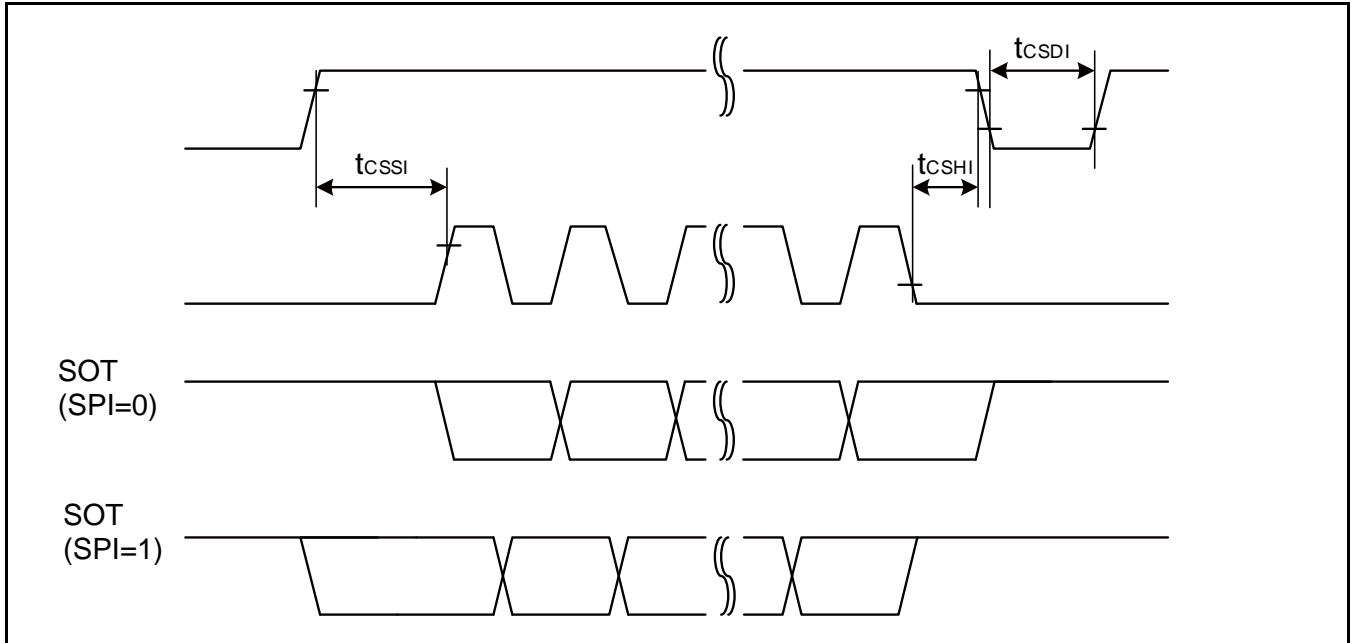 tCSDI
tCSSI
tCSHI
SOT
(SPI=0)
SOT
(SPI=1)